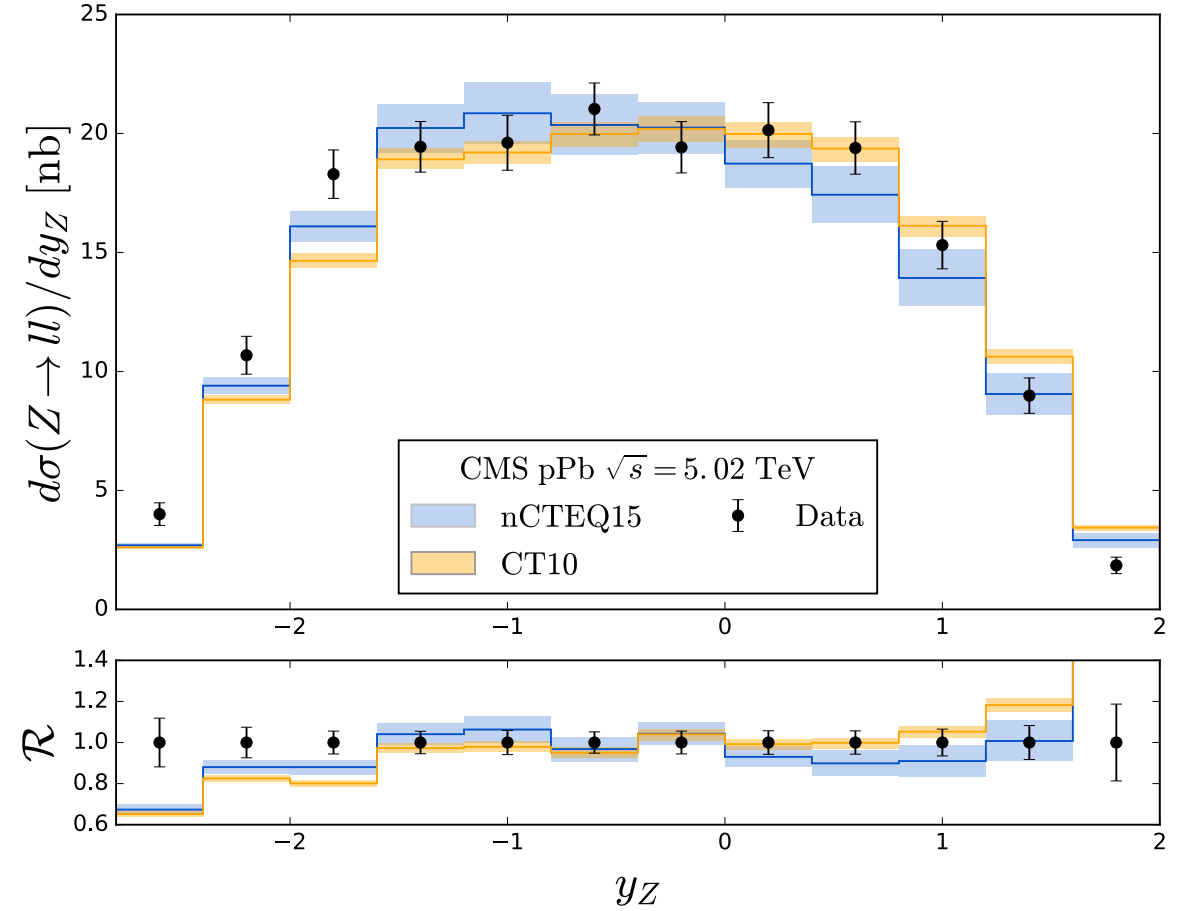 25
20
15
10
5
0
dσ(Z → ll)/dy_Z [nb]
CMS pPb √s = 5.02 TeV
nCTEQ15
Data
CT10
−2 −1 0 1 2
1.4
1.2
1.0
0.8
0.6
R
−2 −1 0 1 2
y_Z